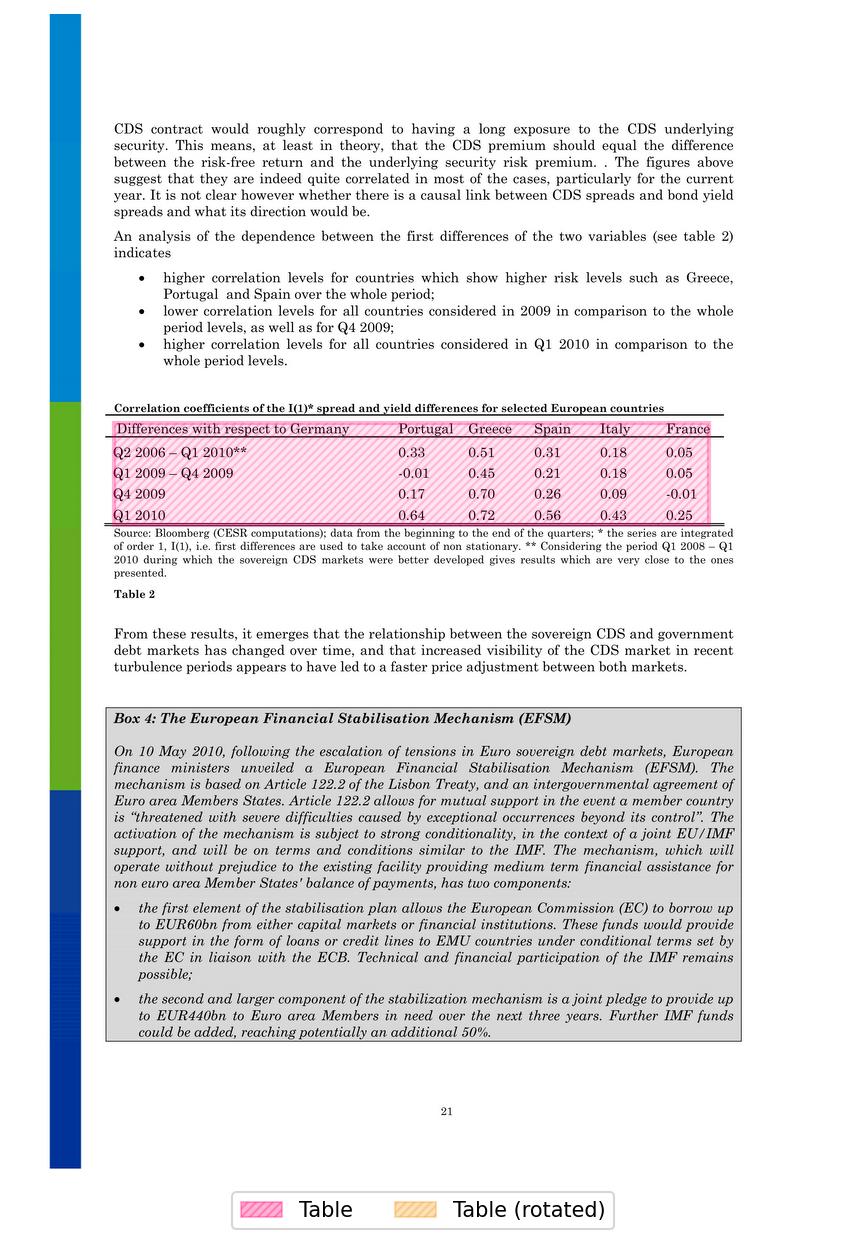 CDS contract would roughly correspond to having a long exposure to the CDS underlying
security. This means, at least in theory, that the CDS premium should equal the difference
between the risk-free return and the underlying security risk premium. . The figures above
suggest that they are indeed quite correlated in most of the cases, particularly for the current
year. It is not clear however whether there is a causal link between CDS spreads and bond yield
spreads and what its direction would be.
An analysis of the dependence between the first differences of the two variables (see table 2)
indicates
• higher correlation levels for countries which show higher risk levels such as Greece,
Portugal and Spain over the whole period;
• lower correlation levels for all countries considered in 2009 in comparison to the whole
period levels, as well as for Q4 2009;
• higher correlation levels for all countries considered in Q1 2010 in comparison to the
whole period levels.
Correlation coefficients of the I(1)* spread and yield differences for selected European countries
Differences with respect to Germany Portugal Greece Spain Italy France
Q2 2006 – Q1 2010** 0.33 0.51 0.31 0.18 0.05
Q1 2009 – Q4 2009 -0.01 0.45 0.21 0.18 0.05
Q4 2009 0.17 0.70 0.26 0.09 -0.01
Q1 2010 0.64 0.72 0.56 0.43 0.25
Source: Bloomberg (CESR computations); data from the beginning to the end of the quarters; * the series are integrated
of order 1, I(1), i.e. first differences are used to take account of non stationary. ** Considering the period Q1 2008 – Q1
2010 during which the sovereign CDS markets were better developed gives results which are very close to the ones
presented.
Table 2
From these results, it emerges that the relationship between the sovereign CDS and government
debt markets has changed over time, and that increased visibility of the CDS market in recent
turbulence periods appears to have led to a faster price adjustment between both markets.
Box 4: The European Financial Stabilisation Mechanism (EFSM)
On 10 May 2010, following the escalation of tensions in Euro sovereign debt markets, European
finance ministers unveiled a European Financial Stabilisation Mechanism (EFSM). The
mechanism is based on Article 122.2 of the Lisbon Treaty, and an intergovernmental agreement of
Euro area Members States. Article 122.2 allows for mutual support in the event a member country
is “threatened with severe difficulties caused by exceptional occurrences beyond its control”. The
activation of the mechanism is subject to strong conditionality, in the context of a joint EU/IMF
support, and will be on terms and conditions similar to the IMF. The mechanism, which will
operate without prejudice to the existing facility providing medium term financial assistance for
non euro area Member States' balance of payments, has two components:
• the first element of the stabilisation plan allows the European Commission (EC) to borrow up
to EUR60bn from either capital markets or financial institutions. These funds would provide
support in the form of loans or credit lines to EMU countries under conditional terms set by
the EC in liaison with the ECB. Technical and financial participation of the IMF remains
possible;
• the second and larger component of the stabilization mechanism is a joint pledge to provide up
to EUR440bn to Euro area Members in need over the next three years. Further IMF funds
could be added, reaching potentially an additional 50%.
21
Table Table (rotated)